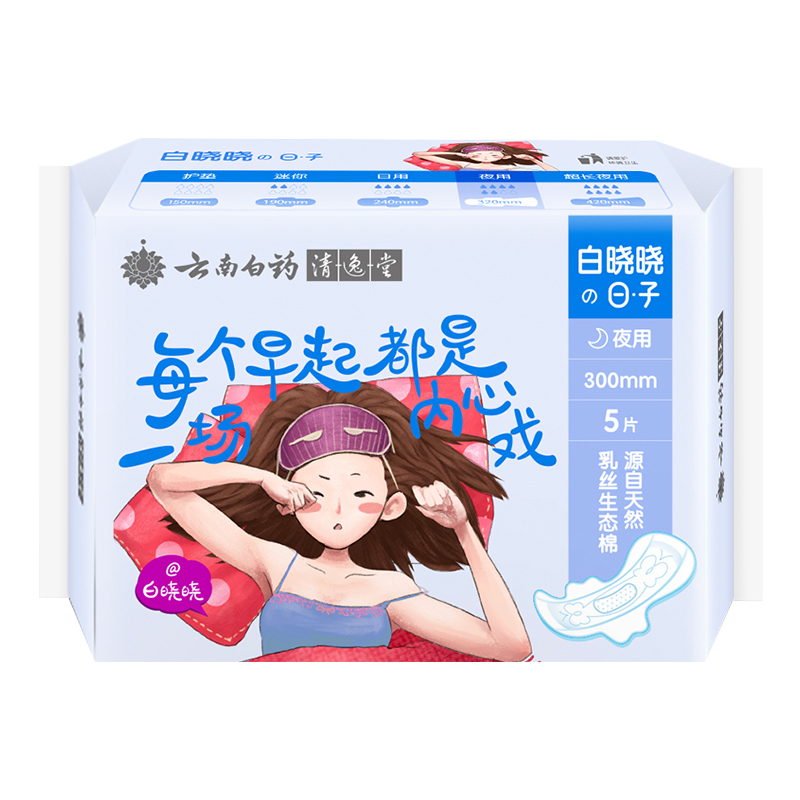 白晓晓の日·子
护垫 迷你 日用 夜用 超长夜用
150mm 190mm 240mm 320mm 420mm
云南白药 清逸堂
白晓晓
の日·子
夜用
300mm
5片
源自天然
乳丝生态棉
每个早起都是
一场内心戏
@
白晓晓